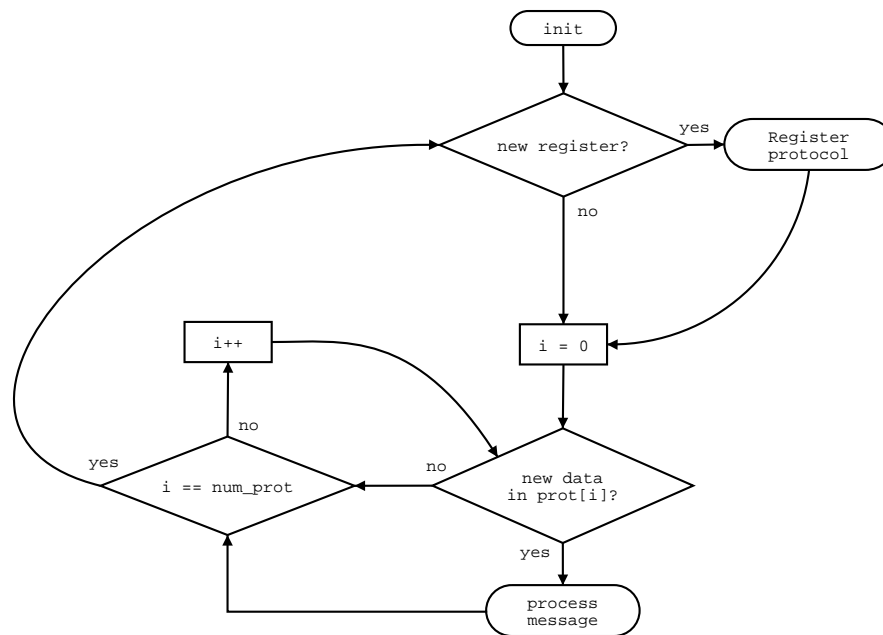 init
new register?
yes
Register
protocol
no
i++
i = 0
yes
no
i == num_prot
no
new data
in prot[i]?
yes
process
message